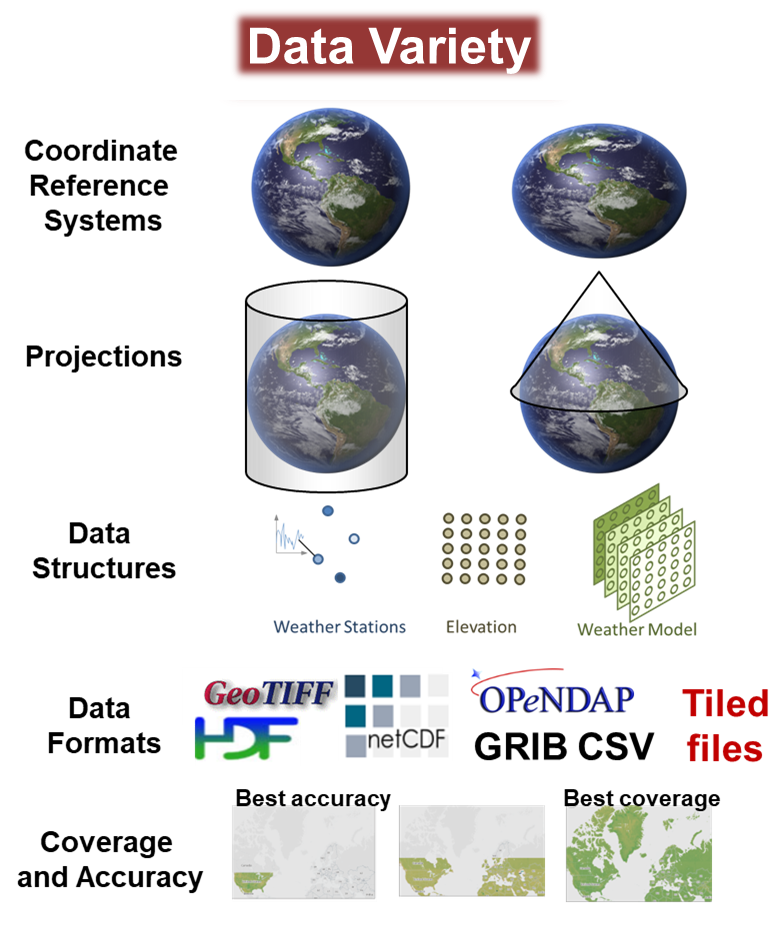 Data Variety
Coordinate
Reference
Systems
Projections
Data
Structures
Weather Stations
Elevation
Weather Model
Data
Formats
GeoTIFF
HDF
netCDF
OPeNDAP
GRIB CSV
Tiled
files
Coverage
and Accuracy
Best accuracy
Best coverage